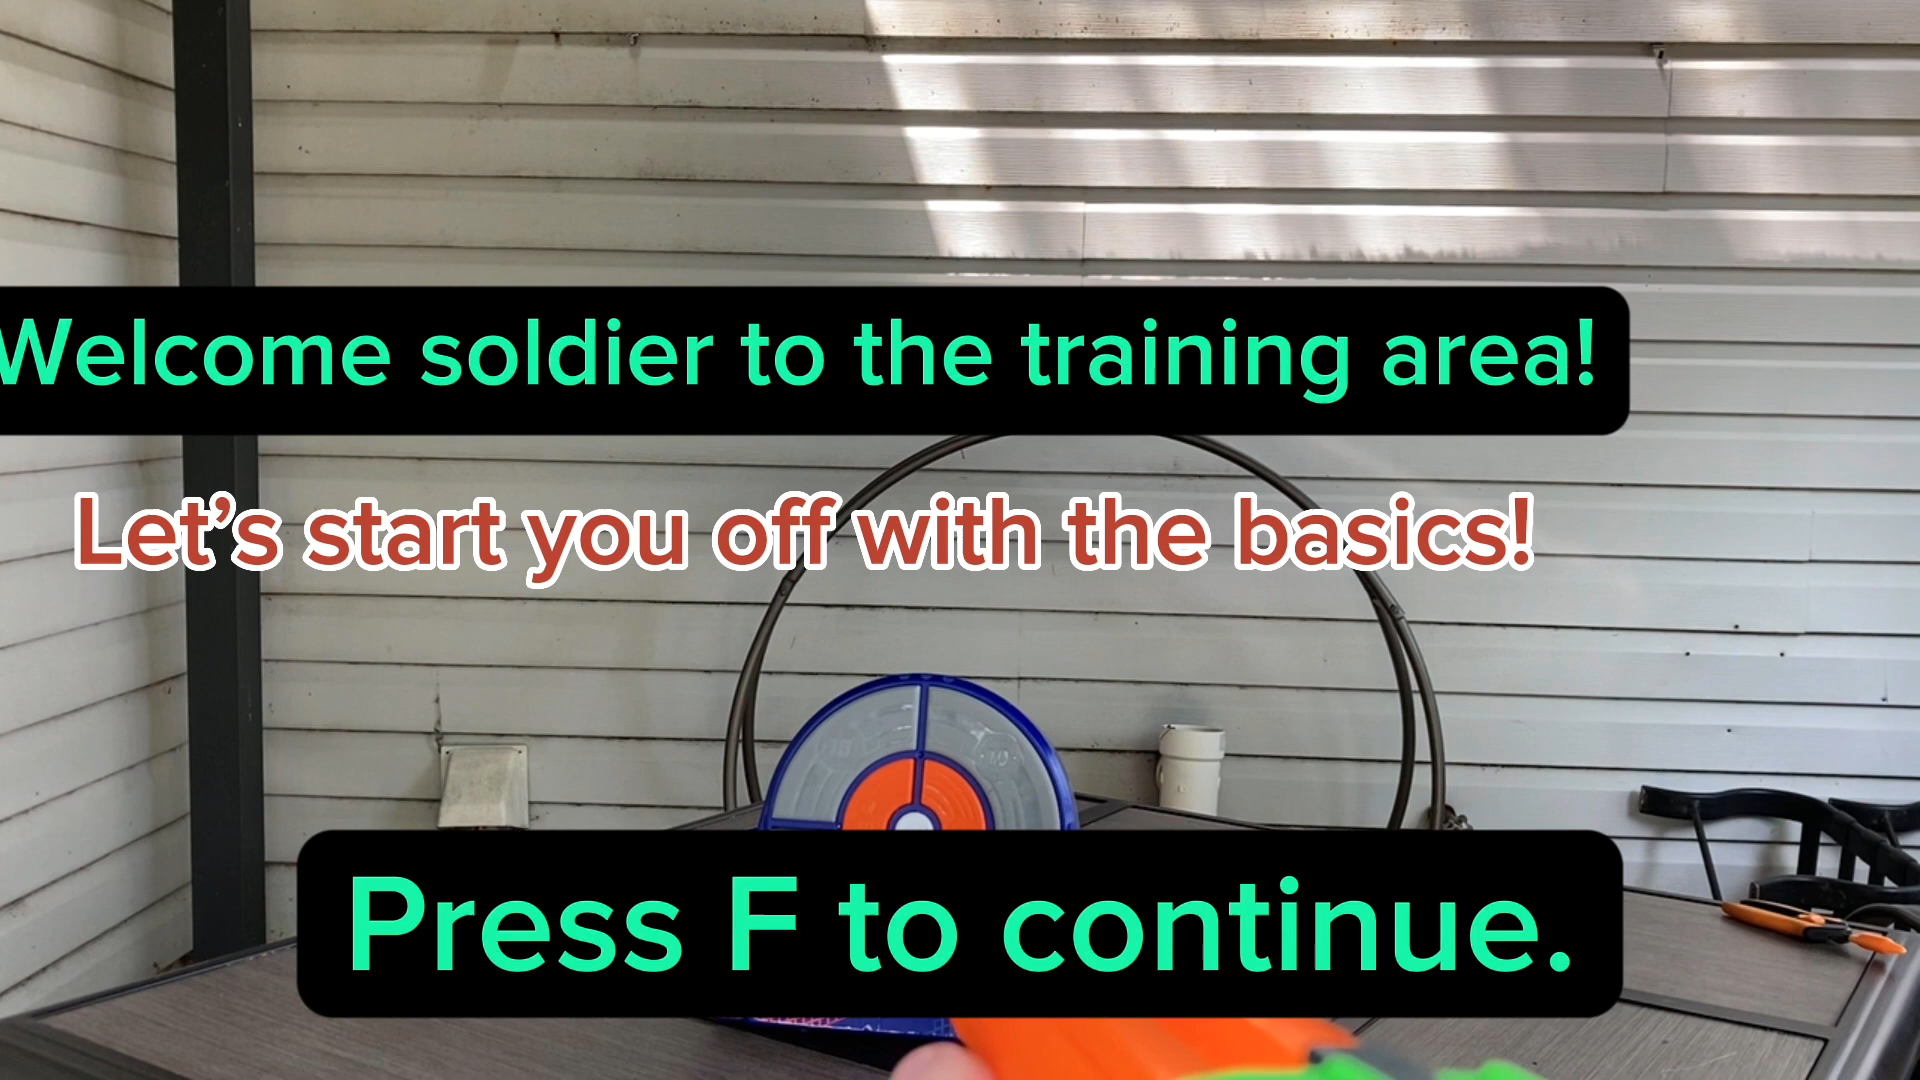 Welcome soldier to the training area!
Let’s start you off with the basics!
Press F to continue.